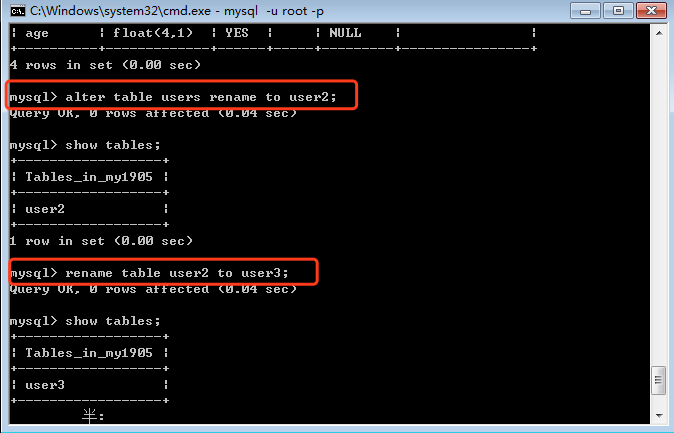 C:\Windows\system32\cmd.exe - mysql  -u root -p
| age       | float(4,1) | YES  |     | NULL    |                |
+-----------+------------+------+-----+---------+----------------+
4 rows in set (0.00 sec)
mysql> alter table users rename to user2;
Query OK, 0 rows affected (0.04 sec)
mysql> show tables;
+------------------+
| Tables_in_my1905 |
+------------------+
| user2            |
+------------------+
1 row in set (0.00 sec)
mysql> rename table user2 to user3;
Query OK, 0 rows affected (0.04 sec)
mysql> show tables;
+------------------+
| Tables_in_my1905 |
+------------------+
| user3            |
+------------------+
半: